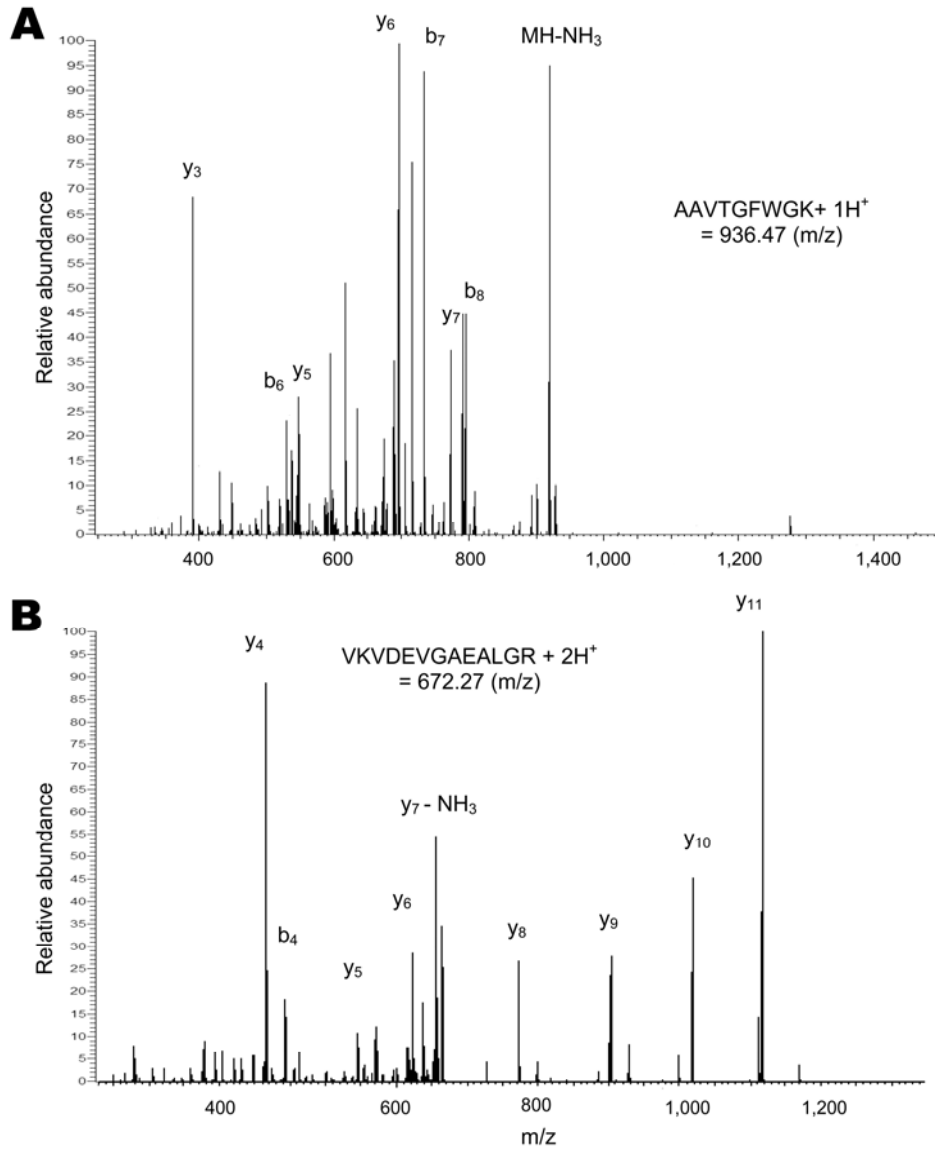 A
100
95
90
85
80
75
70
65
60
55
50
45
40
35
30
25
20
15
10
5
0
Relative abundance
y₃
b₆
y₅
y₆
b₇
y₇
b₈
MH-NH₃
AAVTGFWGK+ 1H⁺
= 936.47 (m/z)
400 600 800 1,000 1,200 1,400
B
100
95
90
85
80
75
70
65
60
55
50
45
40
35
30
25
20
15
10
5
0
Relative abundance
y₄
b₄
VKVDEVGAEALGR + 2H⁺
= 672.27 (m/z)
y₅
y₆
y₇ - NH₃
y₈
y₉
y₁₀
y₁₁
400 600 800 1,000 1,200
m/z